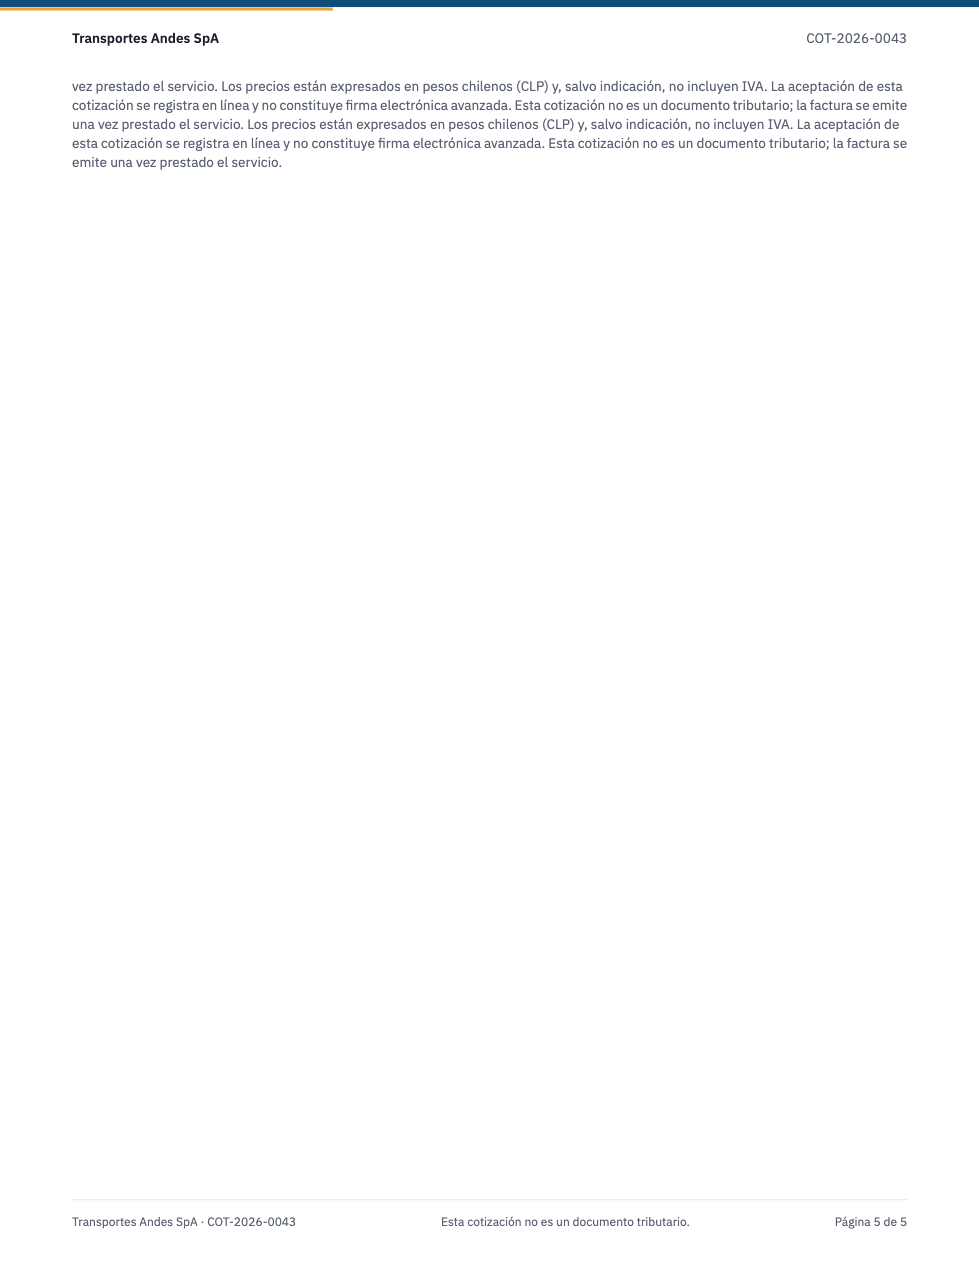 Transportes Andes SpA
COT-2026-0043
vez prestado el servicio. Los precios están expresados en pesos chilenos (CLP) y, salvo indicación, no incluyen IVA. La aceptación de esta
cotización se registra en línea y no constituye firma electrónica avanzada. Esta cotización no es un documento tributario; la factura se emite
una vez prestado el servicio. Los precios están expresados en pesos chilenos (CLP) y, salvo indicación, no incluyen IVA. La aceptación de
esta cotización se registra en línea y no constituye firma electrónica avanzada. Esta cotización no es un documento tributario; la factura se
emite una vez prestado el servicio.
Transportes Andes SpA · COT-2026-0043
Esta cotización no es un documento tributario.
Página 5 de 5